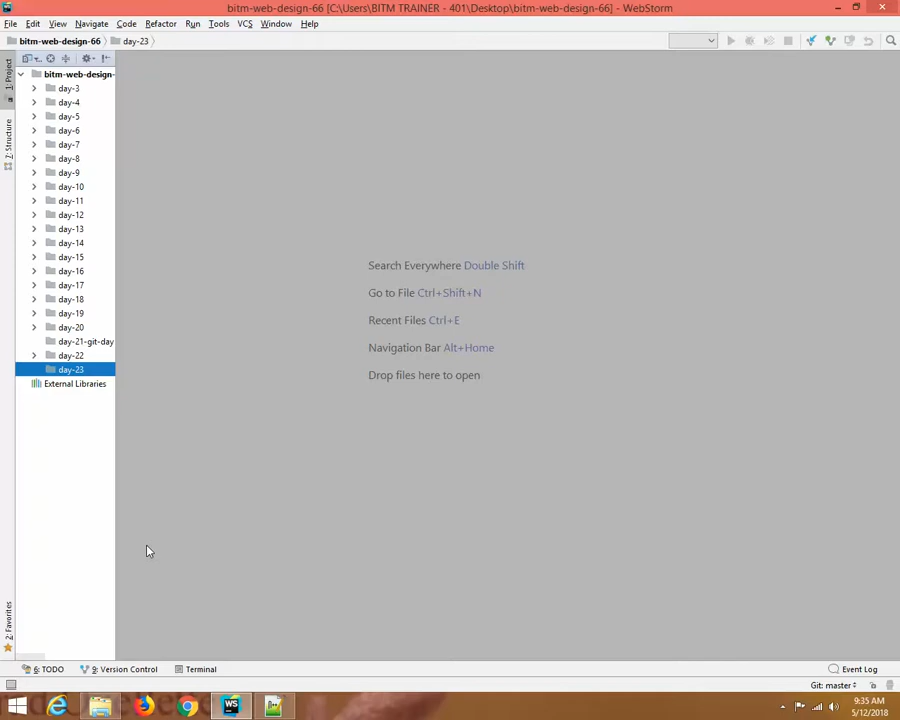 bitm-web-design-66 [C:\Users\BITM TRAINER - 401\Desktop\bitm-web-design-66] - WebStorm
File Edit View Navigate Code Refactor Run Tools VCS Window Help
bitm-web-design-66 day-23
1: Project
7: Structure
2: Favorites
bitm-web-design-
day-3
day-4
day-5
day-6
day-7
day-8
day-9
day-10
day-11
day-12
day-13
day-14
day-15
day-16
day-17
day-18
day-19
day-20
day-21-git-day
day-22
day-23
External Libraries
Search Everywhere Double Shift
Go to File Ctrl+Shift+N
Recent Files Ctrl+E
Navigation Bar Alt+Home
Drop files here to open
6: TODO 9: Version Control Terminal Event Log
Git: master
WS
9:35 AM
5/12/2018